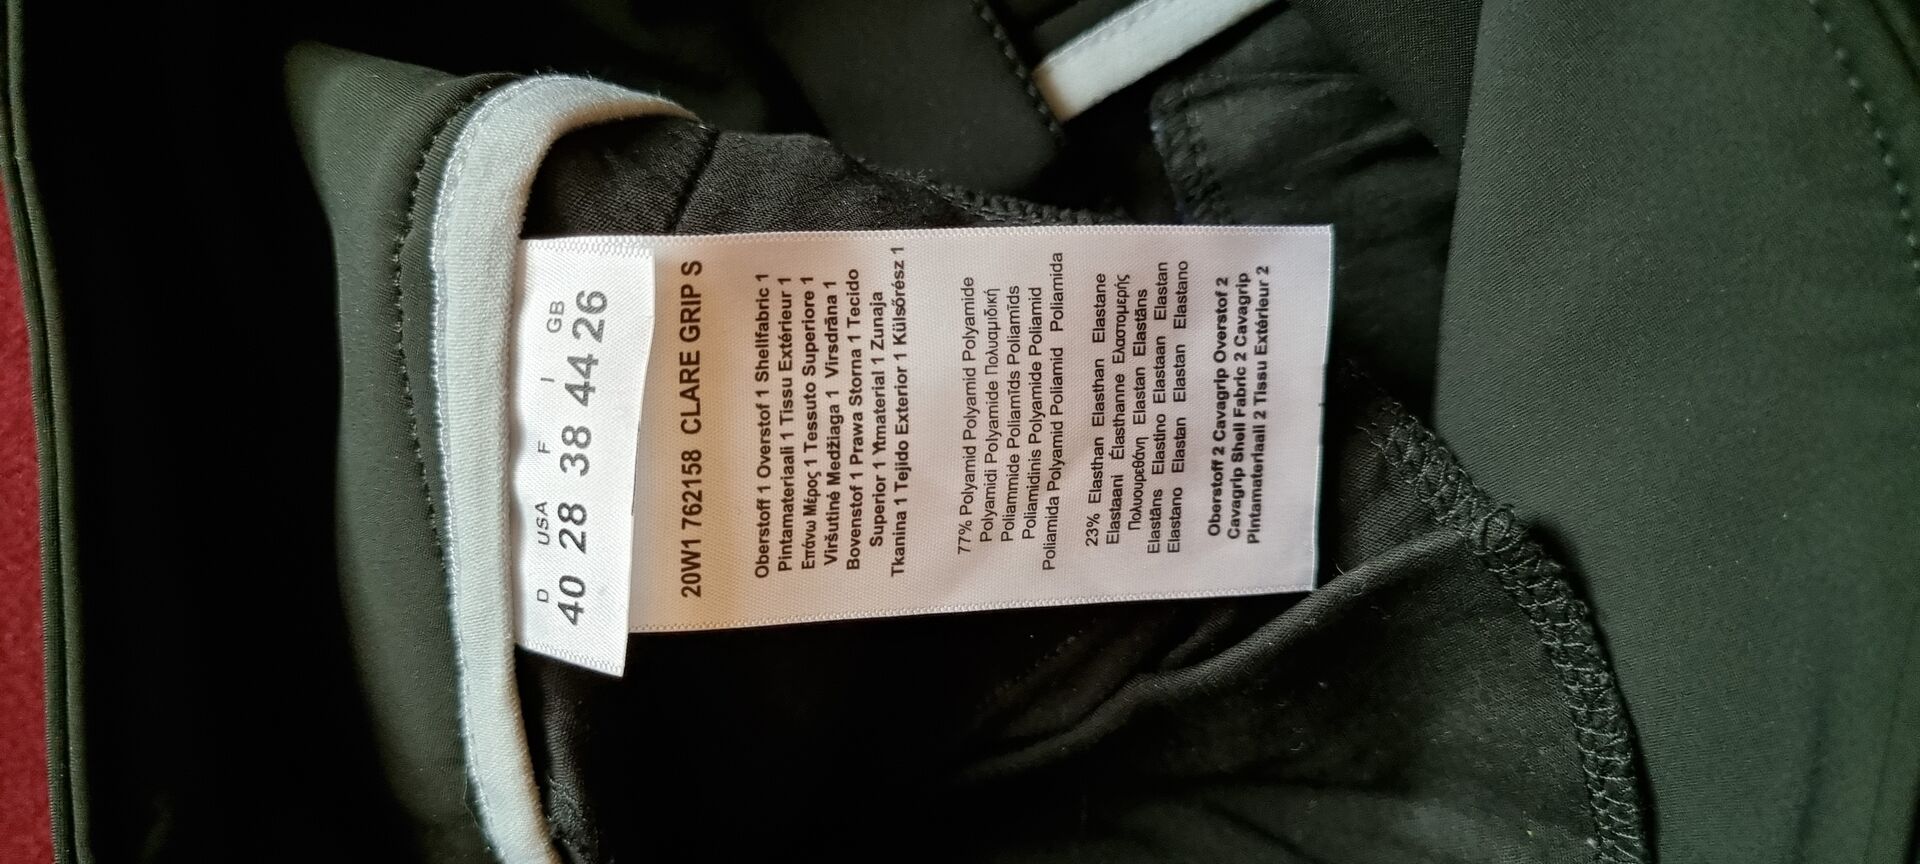 D USA F I GB
40 28 38 44 26
20W1 762158 CLARE GRIP S
Oberstoff 1 Overstof 1 Shellfabric 1
Pintamateriaali 1 Tissu Extérieur 1
Επάνω Μέρος 1 Tessuto Superiore 1
Viršutinė Medžiaga 1 Virsdrāna 1
Bovenstof 1 Prawa Storna 1 Tecido
Superior 1 Ytmaterial 1 Zunaja
Tkanina 1 Tejido Exterior 1 Külsőrész 1
77% Polyamid Polyamid Polyamide
Polyamidi Polyamide Πολυαμιδική
Poliammide Poliamīds Poliamīds
Poliamidinis Polyamide Poliamid
Poliamida Polyamid Poliamid Poliamida
23% Elasthan Elasthan Elastane
Elastaani Élasthanne Ελαστομερής
Πολυουρεθάνη Elastan Elastāns
Elastāns Elastino Elastaan Elastan
Elastano Elastan Elastan Elastano
Oberstoff 2 Cavagrip Overstof 2
Cavagrip Shell Fabric 2 Cavagrip
Pintamateriaali 2 Tissu Extérieur 2